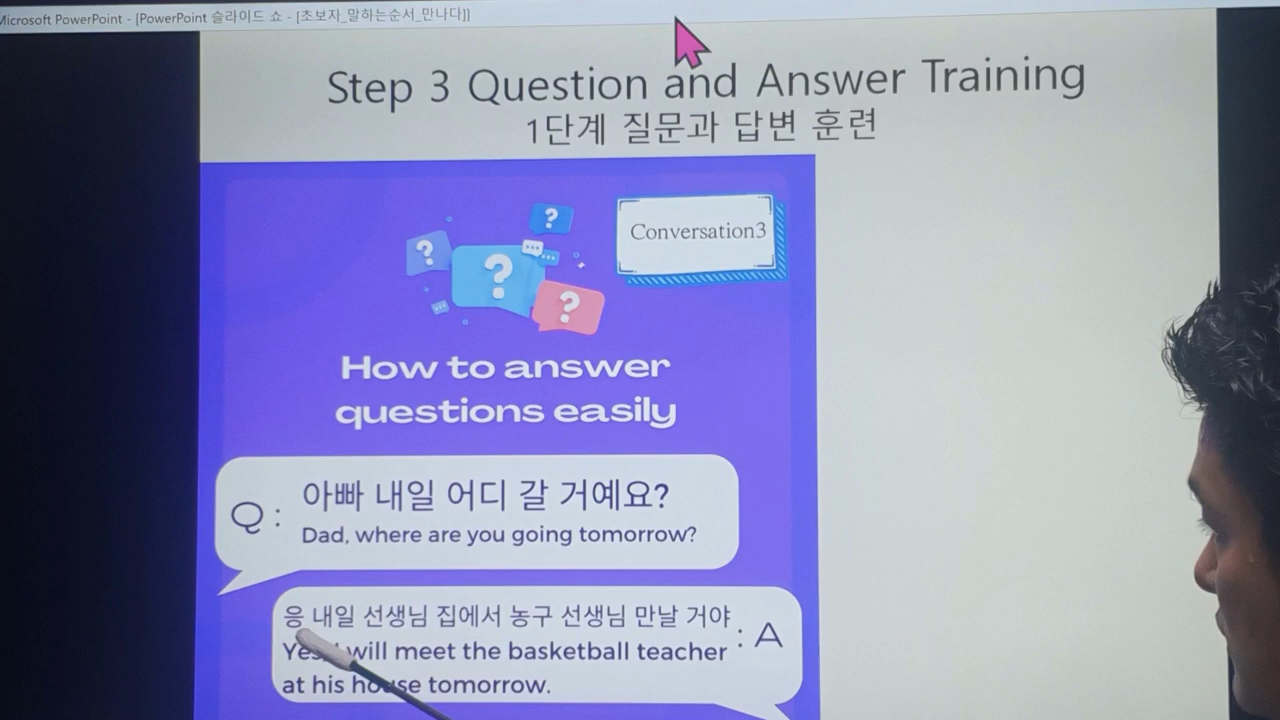 Microsoft PowerPoint - [PowerPoint 슬라이드 쇼 - [초보자_말하는순서_만나다]]
Step 3 Question and Answer Training
1단계 질문과 답변 훈련
?
?
?
?
Conversation3
How to answer
questions easily
Q :
아빠 내일 어디 갈 거예요?
Dad, where are you going tomorrow?
응 내일 선생님 집에서 농구 선생님 만날 거야
: A
Yes, I will meet the basketball teacher
at his house tomorrow.